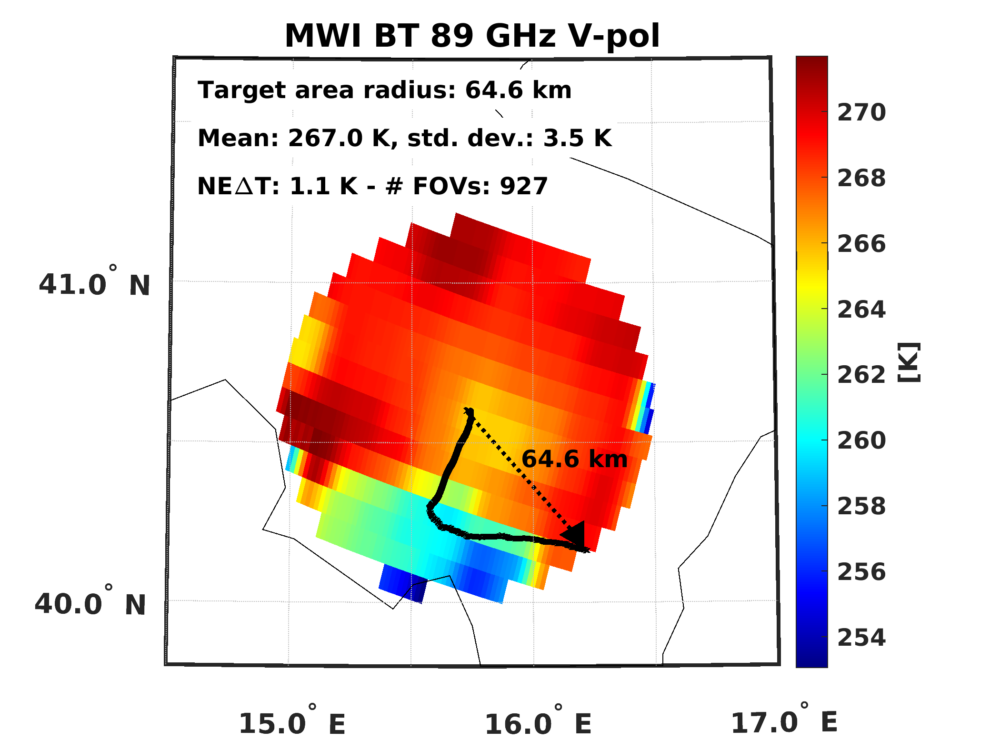 MWI BT 89 GHz V-pol
Target area radius: 64.6 km
Mean: 267.0 K, std. dev.: 3.5 K
NE△T: 1.1 K - # FOVs: 927
64.6 km
41.0° N
40.0° N
15.0° E
16.0° E
17.0° E
270
268
266
264
262
260
258
256
254
[K]